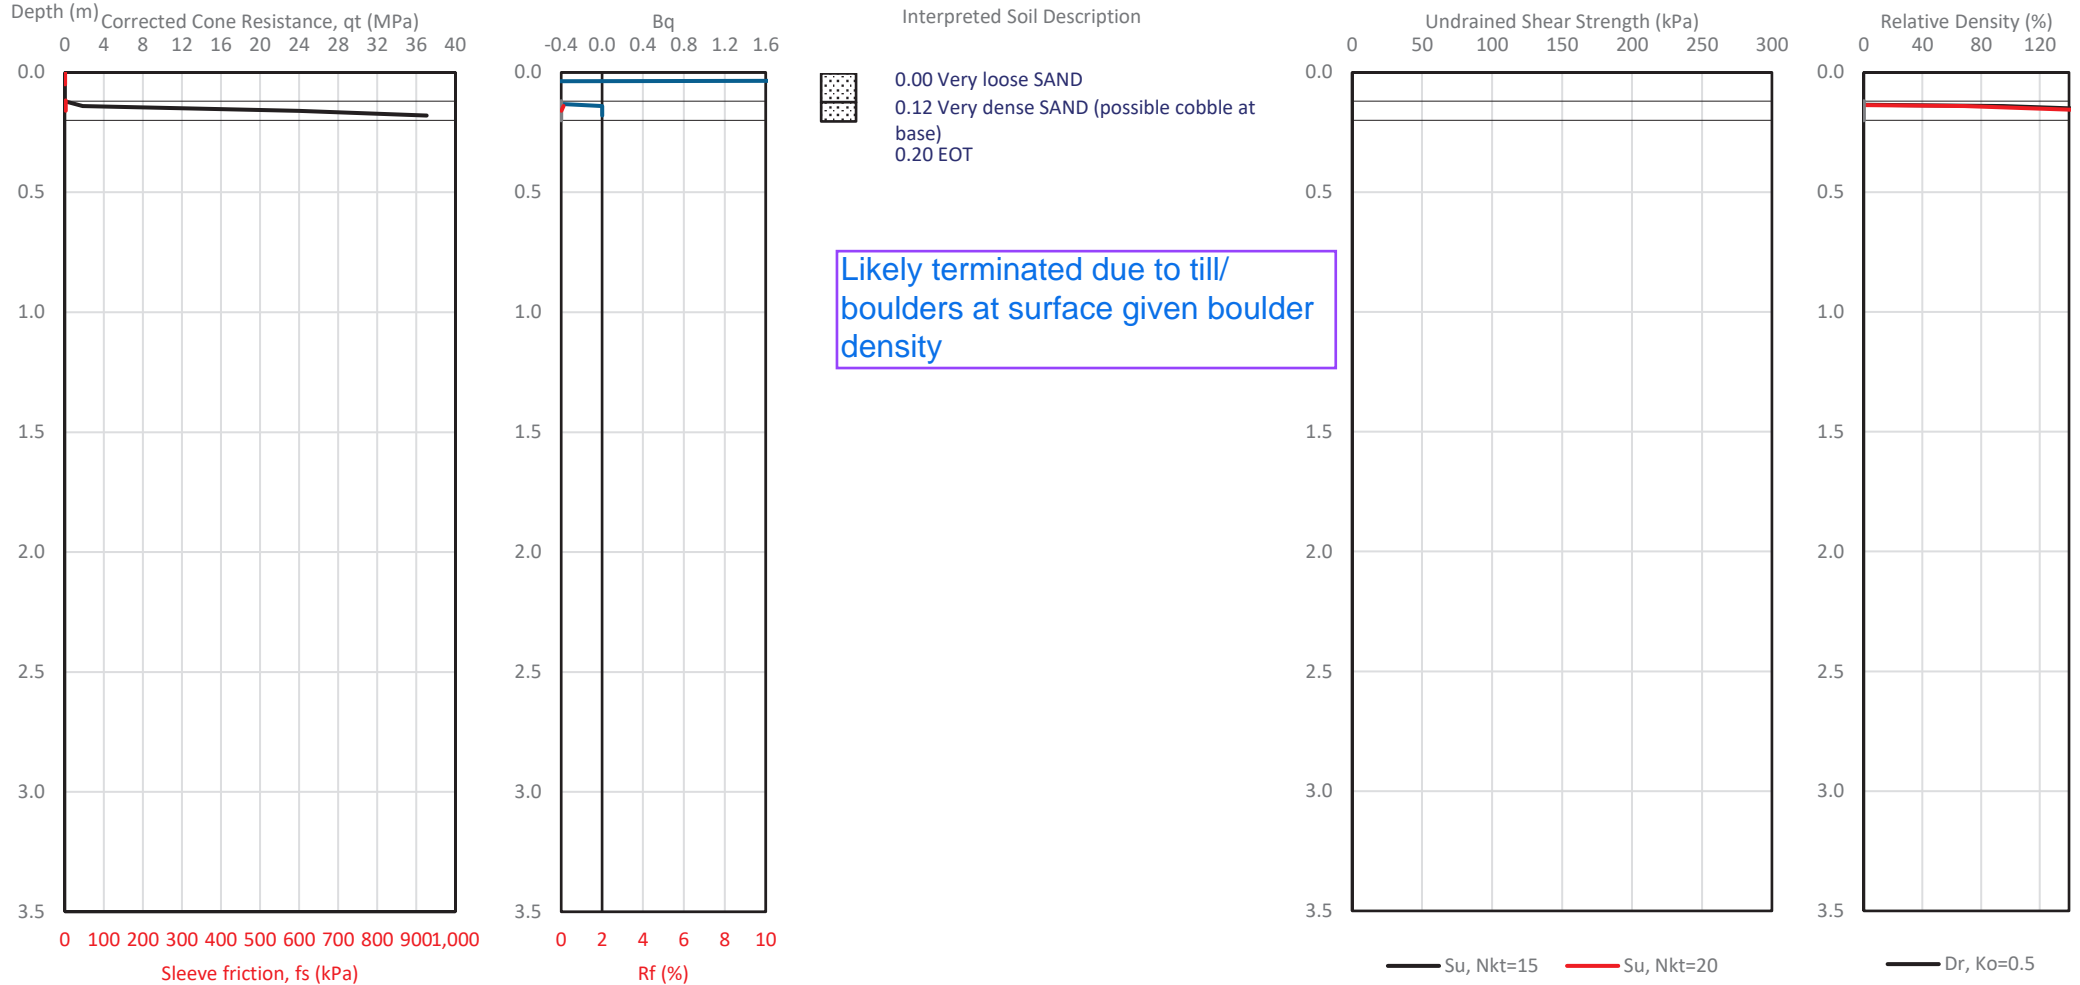 Depth (m)
Corrected Cone Resistance, qt (MPa)
0 4 8 12 16 20 24 28 32 36 40
0.0
0.5
1.0
1.5
2.0
2.5
3.0
3.5
0 100 200 300 400 500 600 700 800 900 1,000
Sleeve friction, fs (kPa)
Bq
-0.4 0.0 0.4 0.8 1.2 1.6
0.0
0.5
1.0
1.5
2.0
2.5
3.0
3.5
0 2 4 6 8 10
Rf (%)
Interpreted Soil Description
0.00 Very loose SAND
0.12 Very dense SAND (possible cobble at
base)
0.20 EOT
Likely terminated due to till/
boulders at surface given boulder
density
Undrained Shear Strength (kPa)
0 50 100 150 200 250 300
0.0
0.5
1.0
1.5
2.0
2.5
3.0
3.5
Su, Nkt=15 Su, Nkt=20
Relative Density (%)
0 40 80 120
0.0
0.5
1.0
1.5
2.0
2.5
3.0
3.5
Dr, Ko=0.5